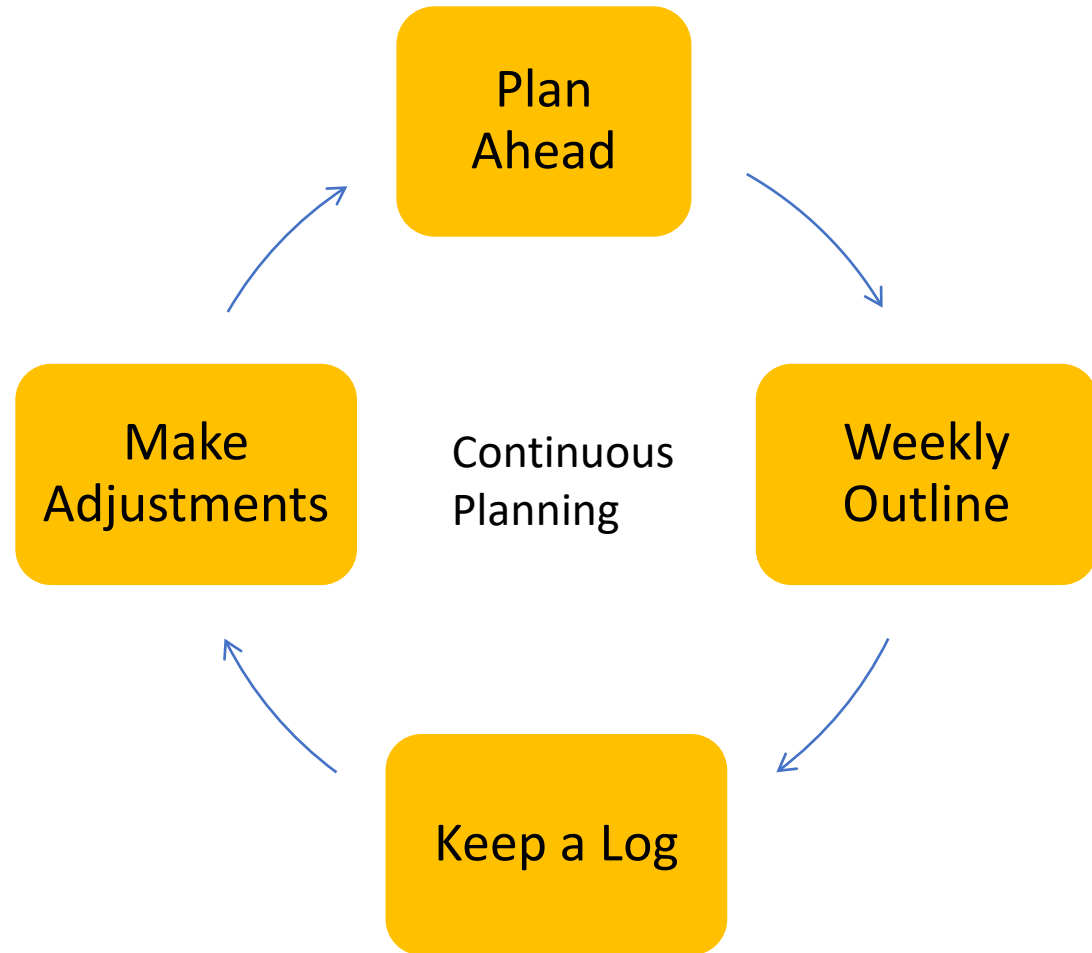 Plan
Ahead
Weekly
Outline
Keep a Log
Make
Adjustments
Continuous
Planning